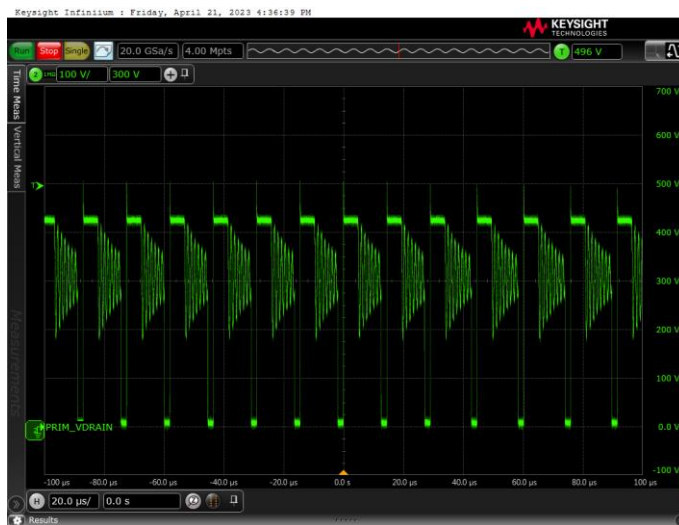 Keysight Infiniium : Friday, April 21, 2023 4:36:39 PM
KEYSIGHT
TECHNOLOGIES
Run Stop Single 20.0 GSa/s 4.00 Mpts T 496 V
2 1MΩ 100 V/ 300 V
Time Meas
Vertical Meas
Measurements
700 V
600 V
T 500 V
400 V
300 V
200 V
100 V
PRIM_VDRAIN 0.0 V
-100 V
-100 µs -80.0 µs -60.0 µs -40.0 µs -20.0 µs 0.0 s 20.0 µs 40.0 µs 60.0 µs 80.0 µs 100 µs
H 20.0 µs/ 0.0 s
Results